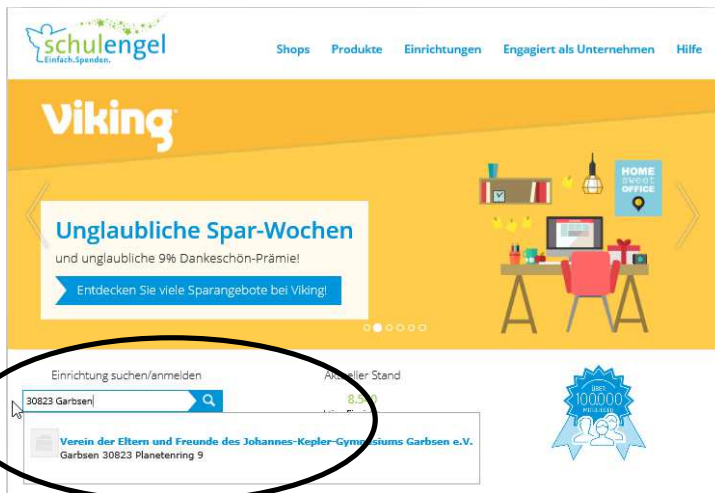 schulengel
Einfach.Spenden.
Shops Produkte Einrichtungen Engagiert als Unternehmen Hilfe
Viking
HOME
sweet
OFFICE
Unglaubliche Spar-Wochen
und unglaubliche 9% Dankeschön-Prämie!
Entdecken Sie viele Sparangebote bei Viking!
Einrichtung suchen/anmelden
Aktueller Stand
ÜBER
100.000
MITGLIEDER
30823 Garbsen
Verein der Eltern und Freunde des Johannes-Kepler-Gymnasiums Garbsen e.V.
Garbsen 30823 Planetenring 9